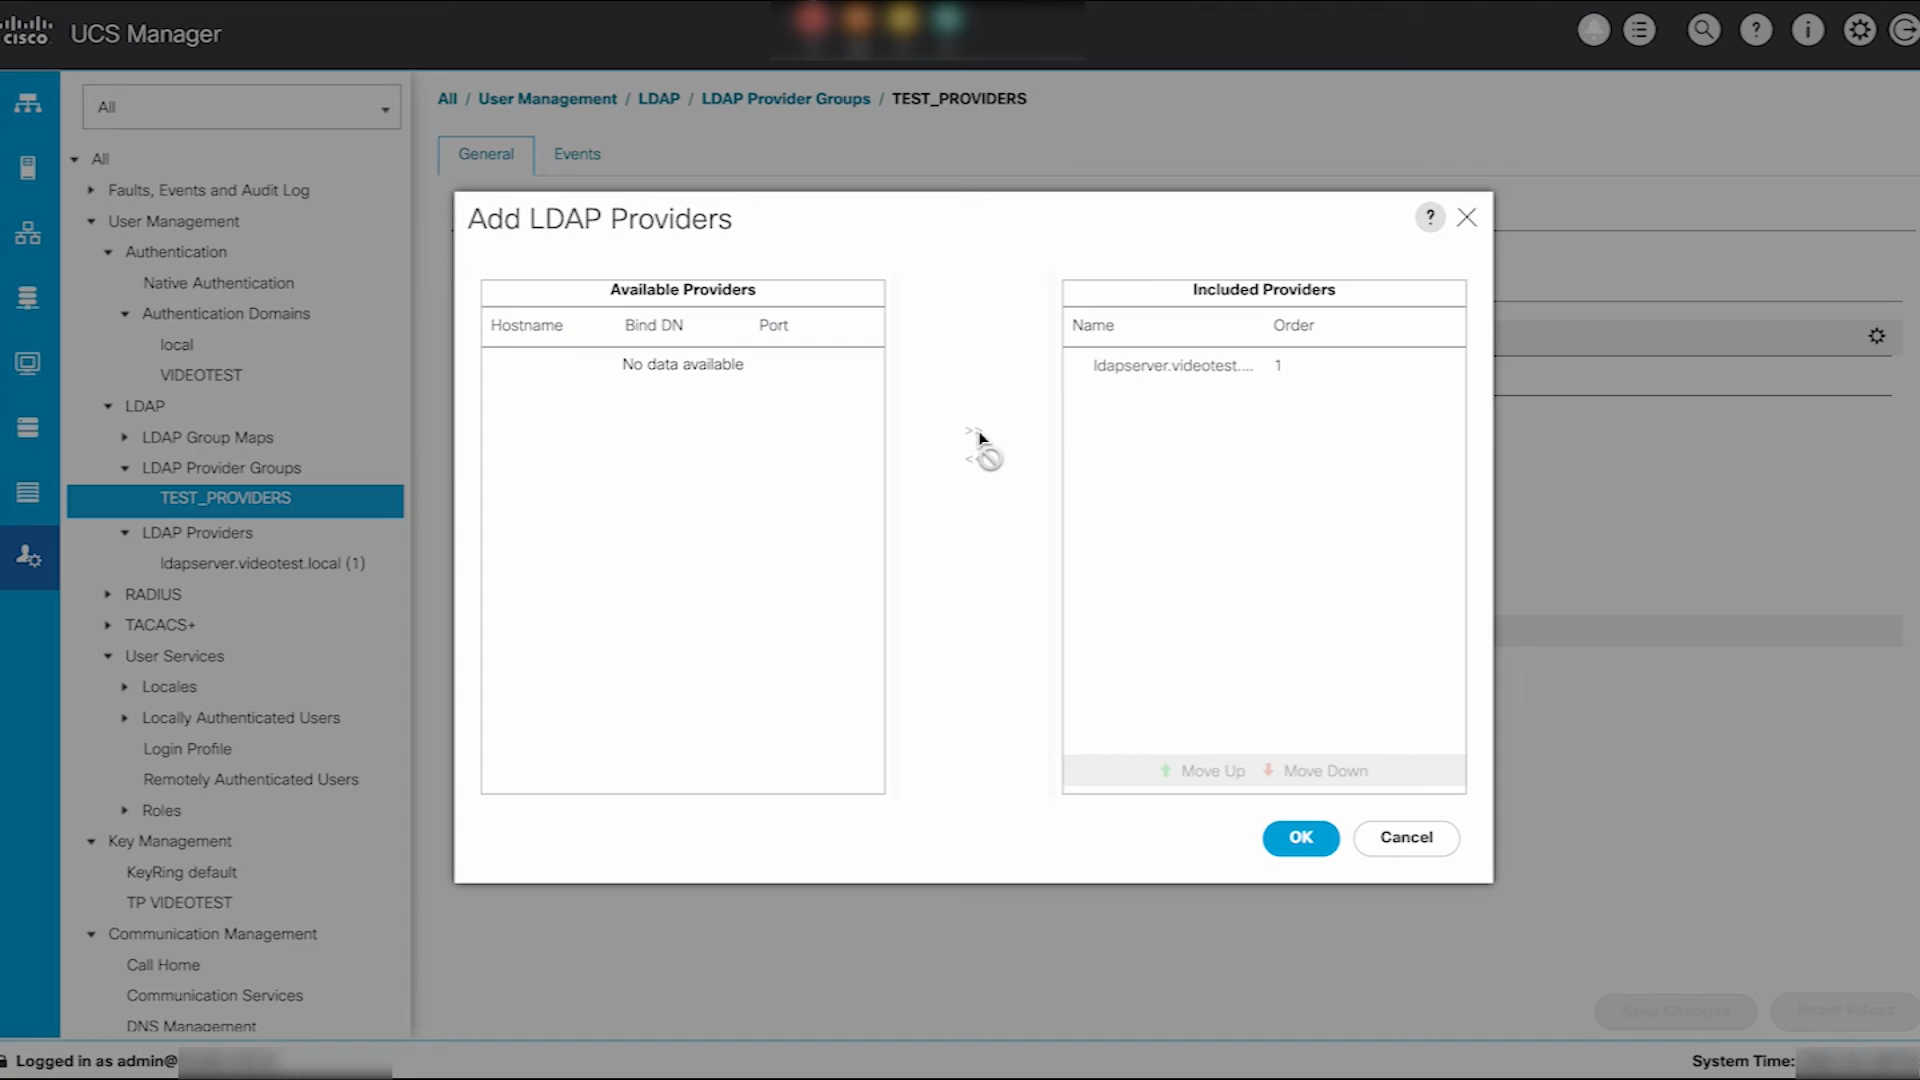 cisco
UCS Manager
All
All
Faults, Events and Audit Log
User Management
Authentication
Native Authentication
Authentication Domains
local
VIDEOTEST
LDAP
LDAP Group Maps
LDAP Provider Groups
TEST_PROVIDERS
LDAP Providers
ldapserver.videotest.local (1)
RADIUS
TACACS+
User Services
Locales
Locally Authenticated Users
Login Profile
Remotely Authenticated Users
Roles
Key Management
KeyRing default
TP VIDEOTEST
Communication Management
Call Home
Communication Services
DNS Management
All / User Management / LDAP / LDAP Provider Groups / TEST_PROVIDERS
General Events
Add LDAP Providers
Available Providers
Hostname Bind DN Port
No data available
>>
Included Providers
Name Order
ldapserver.videotest.... 1
Move Up Move Down
OK Cancel
Save Changes Reset Values
Logged in as admin@
System Time: